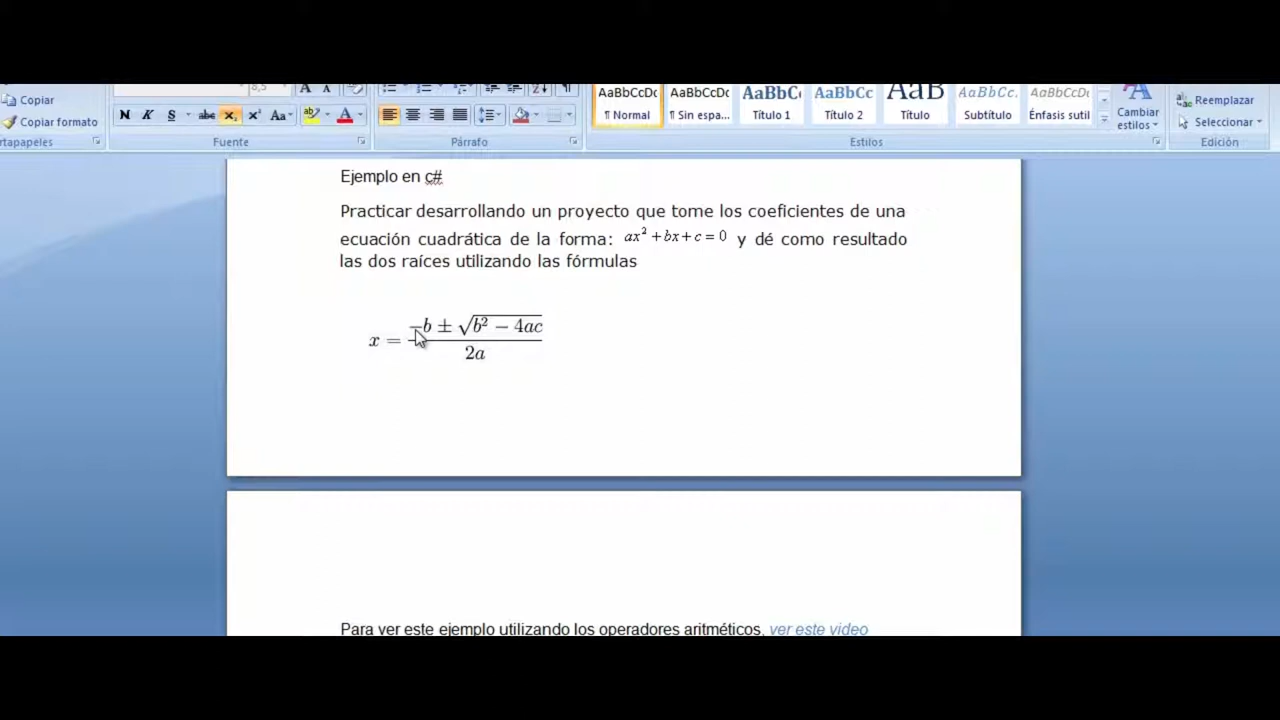 Copiar
Copiar formato
rtapapeles
8,5 A A
N K S abc x₂ x² Aa ab A
Fuente
Párrafo
AaBbCcDc AaBbCcDc AaBbC AaBbCc AaB AaBbCc. AaBbCcDc
¶ Normal ¶ Sin espa... Título 1 Título 2 Título Subtítulo Énfasis sutil
Estilos
A
Cambiar
estilos
Reemplazar
Seleccionar
Edición
Ejemplo en c#
Practicar desarrollando un proyecto que tome los coeficientes de una
ecuación cuadrática de la forma: ax² + bx + c = 0 y dé como resultado
las dos raíces utilizando las fórmulas
x = (−b ± √(b² − 4ac)) / 2a
Para ver este ejemplo utilizando los operadores aritméticos, ver este video